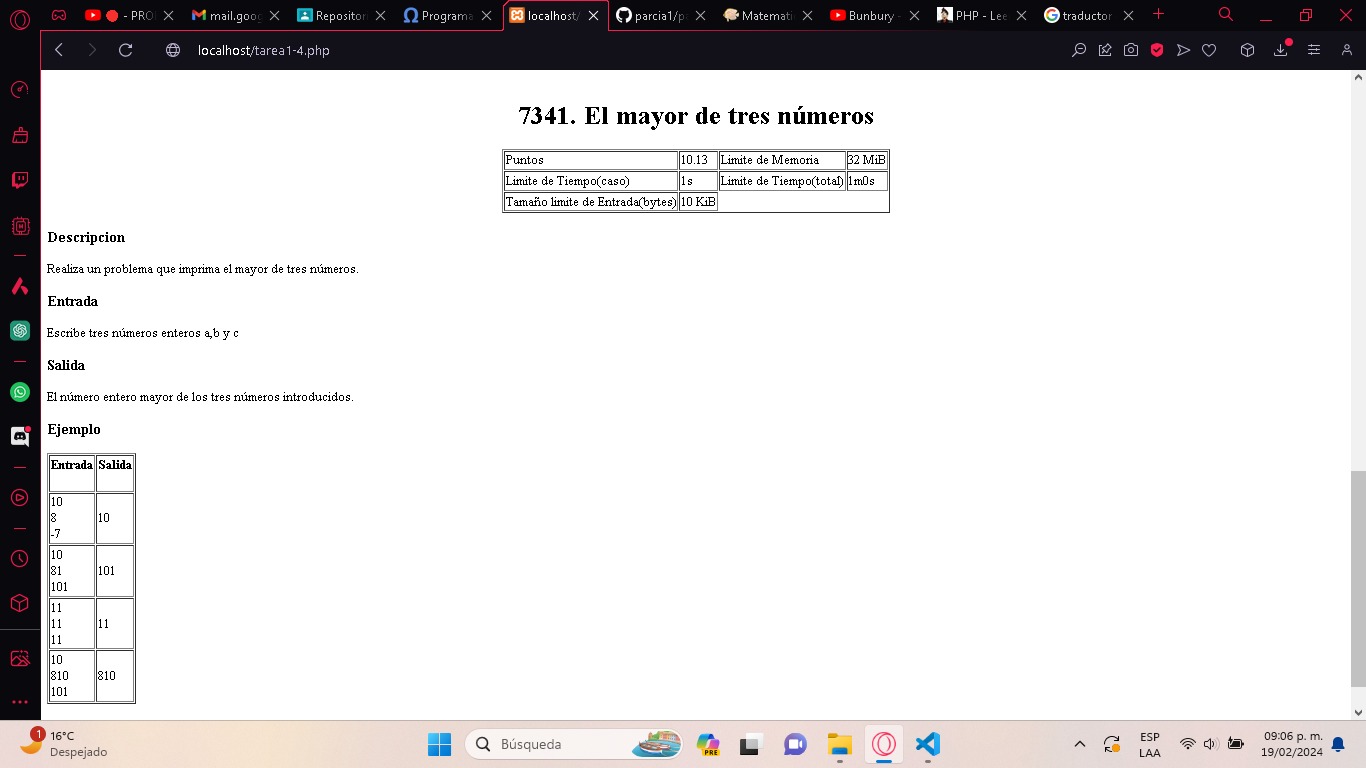 - PROI
mail.goog
Repositor
Programa
localhost/
parcia1/p
Matemati
Bunbury -
PHP - Lee
traductor
localhost/tarea1-4.php
7341. El mayor de tres números
Puntos 10.13 Limite de Memoria 32 MiB
Limite de Tiempo(caso) 1s Limite de Tiempo(total) 1m0s
Tamaño limite de Entrada(bytes) 10 KiB
Descripcion
Realiza un problema que imprima el mayor de tres números.
Entrada
Escribe tres números enteros a,b y c
Salida
El número entero mayor de los tres números introducidos.
Ejemplo
Entrada Salida
10
8
-7
10
10
81
101
101
11
11
11
11
10
810
101
810
1
16°C
Despejado
Búsqueda
PRE
ESP
LAA
09:06 p. m.
19/02/2024